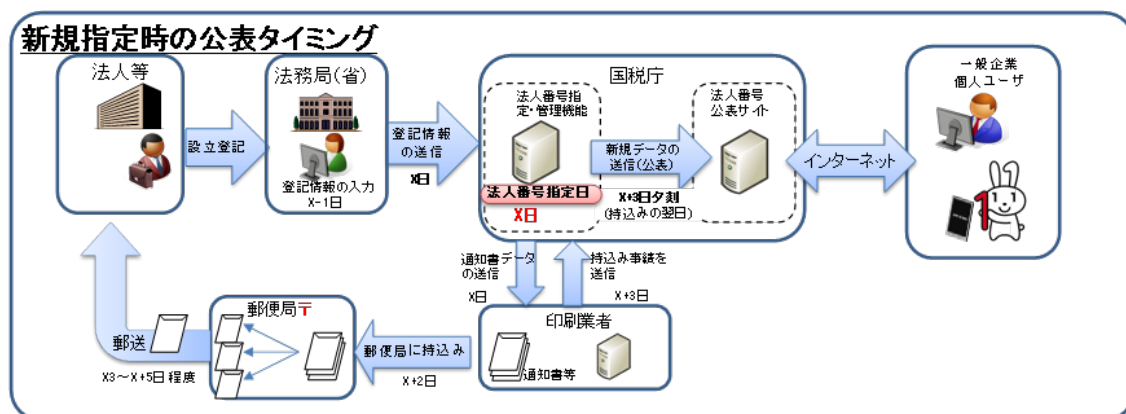 新規指定時の公表タイミング
法人等
設立登記
法務局(省)
登記情報の入力
X-1日
登記情報
の送信
X日
国税庁
法人番号指
定・管理機能
法人番号指定日
X日
新規データの
送信(公表)
X+3日夕刻
(持込みの翌日)
法人番号
公表サイト
インターネット
一般企業
個人ユーザ
1
通知書データ
の送信
X日
持込み事績を
送信
X+3日
印刷業者
通知書等
郵便局に持込み
X+2日
郵便局〒
郵送
X3～X+5日程度